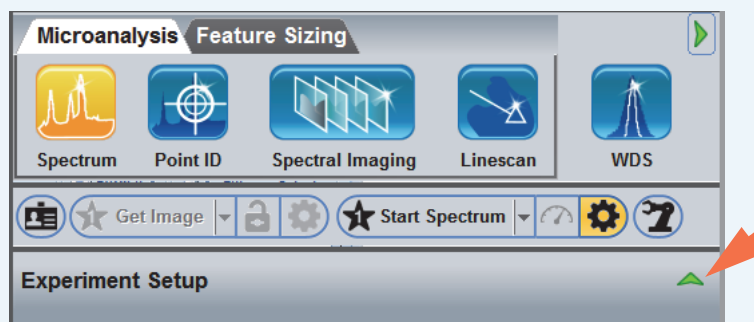 Microanalysis Feature Sizing
Spectrum Point ID Spectral Imaging Linescan WDS
Get Image Start Spectrum
Experiment Setup